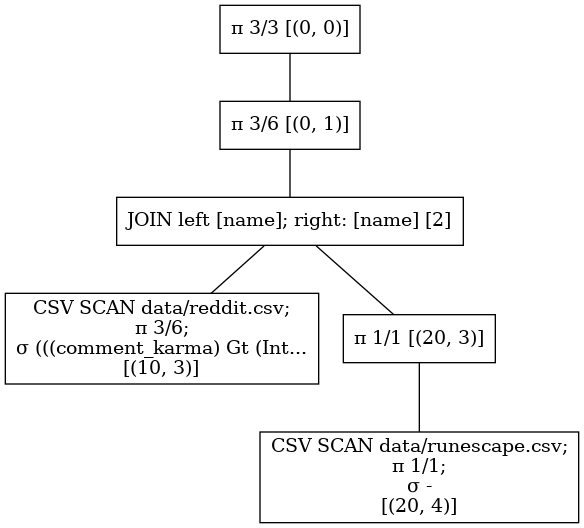 π 3/3 [(0, 0)]
π 3/6 [(0, 1)]
JOIN left [name]; right: [name] [2]
CSV SCAN data/reddit.csv;
π 3/6;
σ (((comment_karma) Gt (Int...
[(10, 3)]
π 1/1 [(20, 3)]
CSV SCAN data/runescape.csv;
π 1/1;
σ -
[(20, 4)]